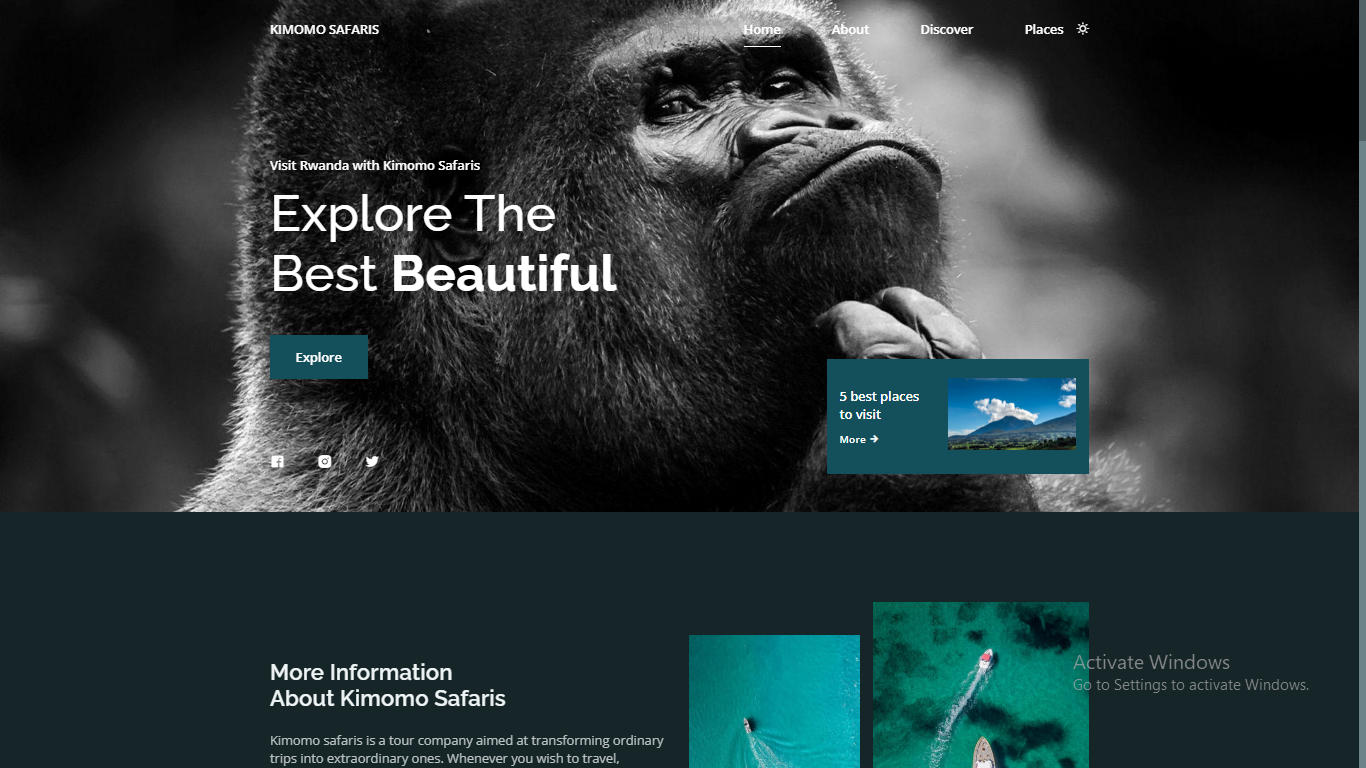 KIMOMO SAFARIS
Home
About
Discover
Places
Visit Rwanda with Kimomo Safaris
Explore The
Best Beautiful
Explore
5 best places
to visit
More →
More Information
About Kimomo Safaris
Kimomo safaris is a tour company aimed at transforming ordinary
trips into extraordinary ones. Whenever you wish to travel,
Activate Windows
Go to Settings to activate Windows.